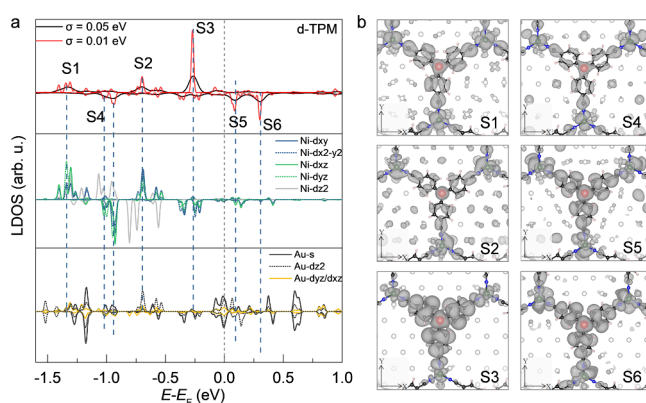 a
σ = 0.05 eV
σ = 0.01 eV
d-TPM
S1
S2
S3
S4
S5
S6
Ni-dxy
Ni-dx2-y2
Ni-dxz
Ni-dyz
Ni-dz2
Au-s
Au-dz2
Au-dyz/dxz
LDOS (arb. u.)
-1.5 -1.0 -0.5 0.0 0.5 1.0
E-EF (eV)
b
S1
S4
S2
S5
S3
S6